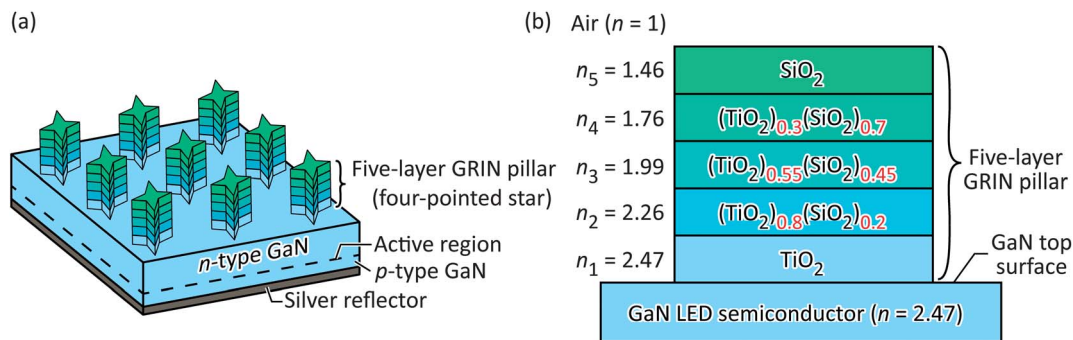 (a)
Five-layer GRIN pillar
(four-pointed star)
n-type GaN
Active region
p-type GaN
Silver reflector
(b)
Air (n = 1)
n₅ = 1.46
SiO₂
n₄ = 1.76
(TiO₂)₀.₃(SiO₂)₀.₇
n₃ = 1.99
(TiO₂)₀.₅₅(SiO₂)₀.₄₅
n₂ = 2.26
(TiO₂)₀.₈(SiO₂)₀.₂
n₁ = 2.47
TiO₂
Five-layer
GRIN pillar
GaN top
surface
GaN LED semiconductor (n = 2.47)